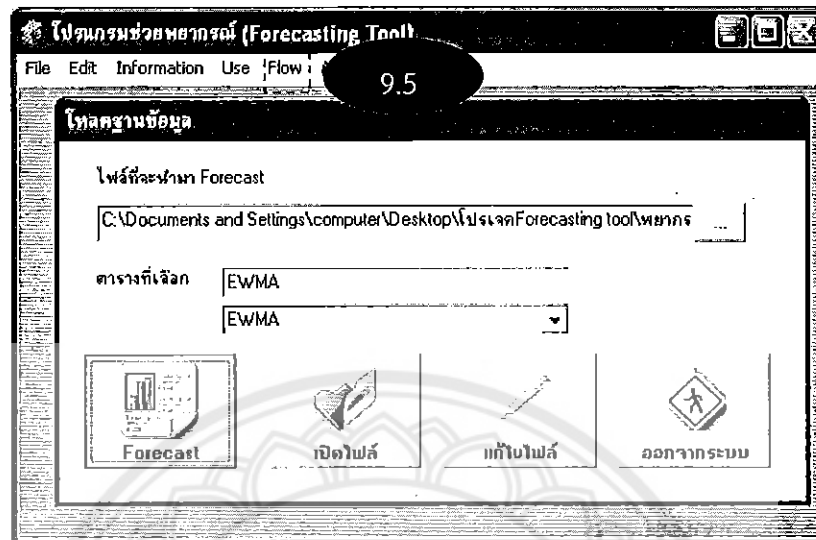 โปรแกรมช่วยพยากรณ์ (Forecasting Tool)
File Edit Information Use Flow
9.5
โหลดฐานข้อมูล
ไฟล์ที่จะนำมา Forecast
C:\Documents and Settings\computer\Desktop\โปรเจคForecasting tool\พยากร ...
ตารางที่เลือก EWMA
EWMA
Forecast เปิดไฟล์ แก้ไขไฟล์ ออกจากระบบ